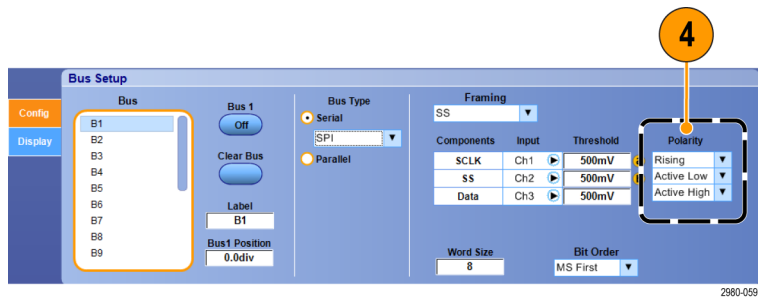 4
Bus Setup
Config
Display
Bus
B1
B2
B3
B4
B5
B6
B7
B8
B9
Bus 1
Off
Clear Bus
Label
B1
Bus1 Position
0.0div
Bus Type
Serial
SPI
Parallel
Framing
SS
Components Input Threshold Polarity
SCLK Ch1 500mV Rising
SS Ch2 500mV Active Low
Data Ch3 500mV Active High
Word Size Bit Order
8 MS First
2980-059